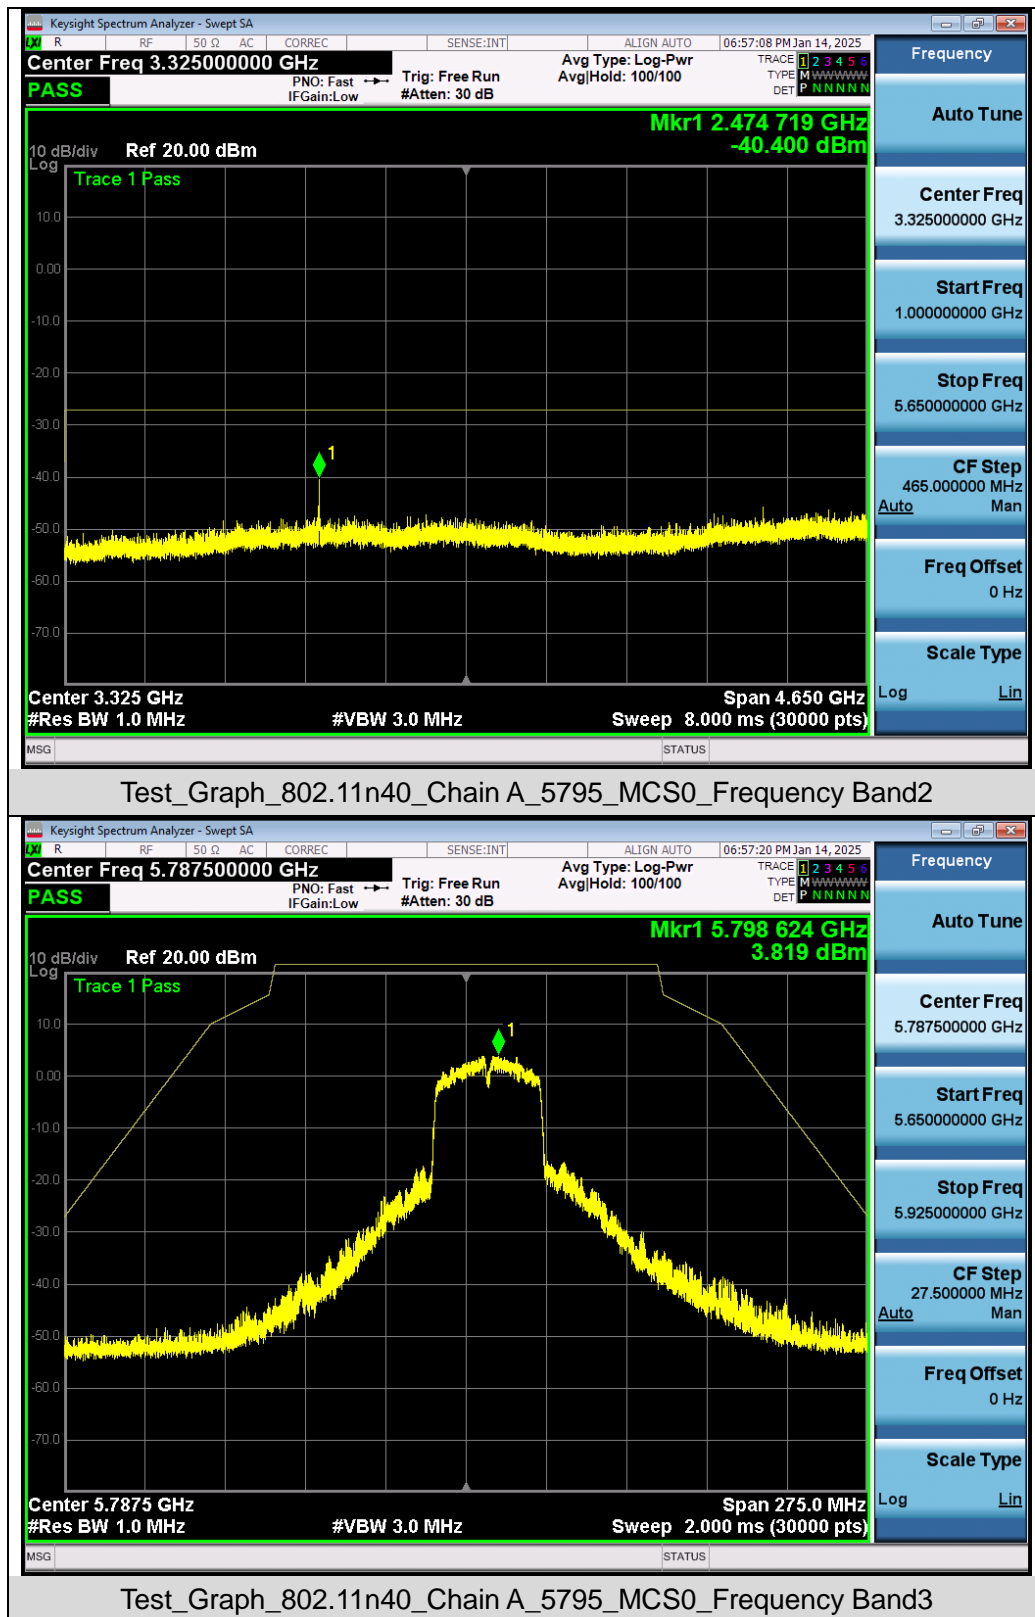 Keysight Spectrum Analyzer - Swept SA
LXI R RF 50 Ω AC CORREC SENSE:INT ALIGN AUTO 06:57:08 PM Jan 14, 2025
Center Freq 3.325000000 GHz
PASS
PNO: Fast
IFGain:Low
Trig: Free Run
#Atten: 30 dB
Avg Type: Log-Pwr
Avg|Hold: 100/100
TRACE 1 2 3 4 5 6
TYPE M WWWWW
DET P N N N N N
Mkr1 2.474 719 GHz
-40.400 dBm
10 dB/div Ref 20.00 dBm
Log
Trace 1 Pass
10.0
0.00
-10.0
-20.0
-30.0
-40.0
-50.0
-60.0
-70.0
1
Center 3.325 GHz Span 4.650 GHz
#Res BW 1.0 MHz #VBW 3.0 MHz Sweep 8.000 ms (30000 pts)
MSG STATUS
Frequency
Auto Tune
Center Freq
3.325000000 GHz
Start Freq
1.000000000 GHz
Stop Freq
5.650000000 GHz
CF Step
465.000000 MHz
Auto Man
Freq Offset
0 Hz
Scale Type
Log Lin
Test_Graph_802.11n40_Chain A_5795_MCS0_Frequency Band2
Keysight Spectrum Analyzer - Swept SA
LXI R RF 50 Ω AC CORREC SENSE:INT ALIGN AUTO 06:57:20 PM Jan 14, 2025
Center Freq 5.787500000 GHz
PASS
PNO: Fast
IFGain:Low
Trig: Free Run
#Atten: 30 dB
Avg Type: Log-Pwr
Avg|Hold: 100/100
TRACE 1 2 3 4 5 6
TYPE M WWWWW
DET P N N N N N
Mkr1 5.798 624 GHz
3.819 dBm
10 dB/div Ref 20.00 dBm
Log
Trace 1 Pass
10.0
0.00
-10.0
-20.0
-30.0
-40.0
-50.0
-60.0
-70.0
1
Center 5.7875 GHz Span 275.0 MHz
#Res BW 1.0 MHz #VBW 3.0 MHz Sweep 2.000 ms (30000 pts)
MSG STATUS
Frequency
Auto Tune
Center Freq
5.787500000 GHz
Start Freq
5.650000000 GHz
Stop Freq
5.925000000 GHz
CF Step
27.500000 MHz
Auto Man
Freq Offset
0 Hz
Scale Type
Log Lin
Test_Graph_802.11n40_Chain A_5795_MCS0_Frequency Band3